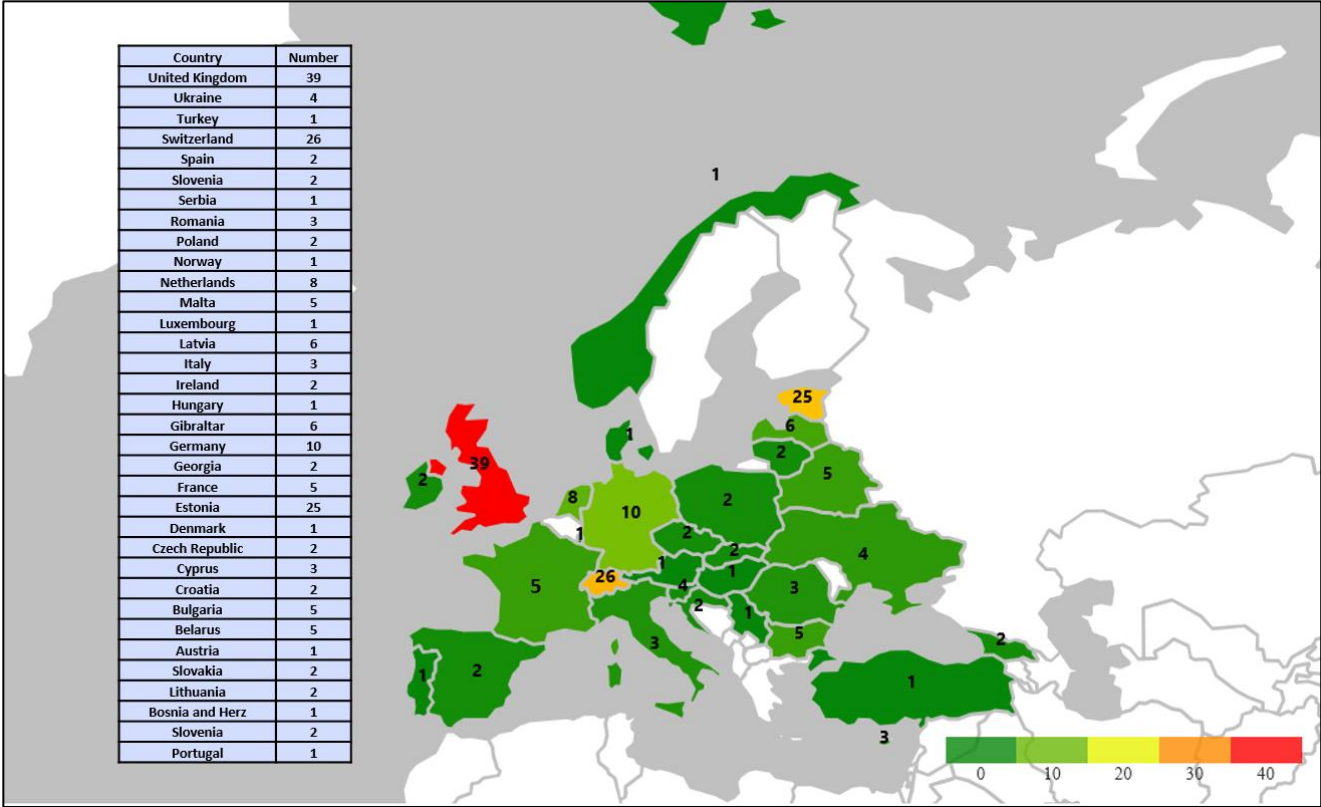 Country Number
United Kingdom 39
Ukraine 4
Turkey 1
Switzerland 26
Spain 2
Slovenia 2
Serbia 1
Romania 3
Poland 2
Norway 1
Netherlands 8
Malta 5
Luxembourg 1
Latvia 6
Italy 3
Ireland 2
Hungary 1
Gibraltar 6
Germany 10
Georgia 2
France 5
Estonia 25
Denmark 1
Czech Republic 2
Cyprus 3
Croatia 2
Bulgaria 5
Belarus 5
Austria 1
Slovakia 2
Lithuania 2
Bosnia and Herz 1
Slovenia 2
Portugal 1
1
25
6
1
2
39
2
5
8
2
10
1
2
2
4
1
26
1
5
3
4
2
1
5
3
2
2
1
1
3
0 10 20 30 40